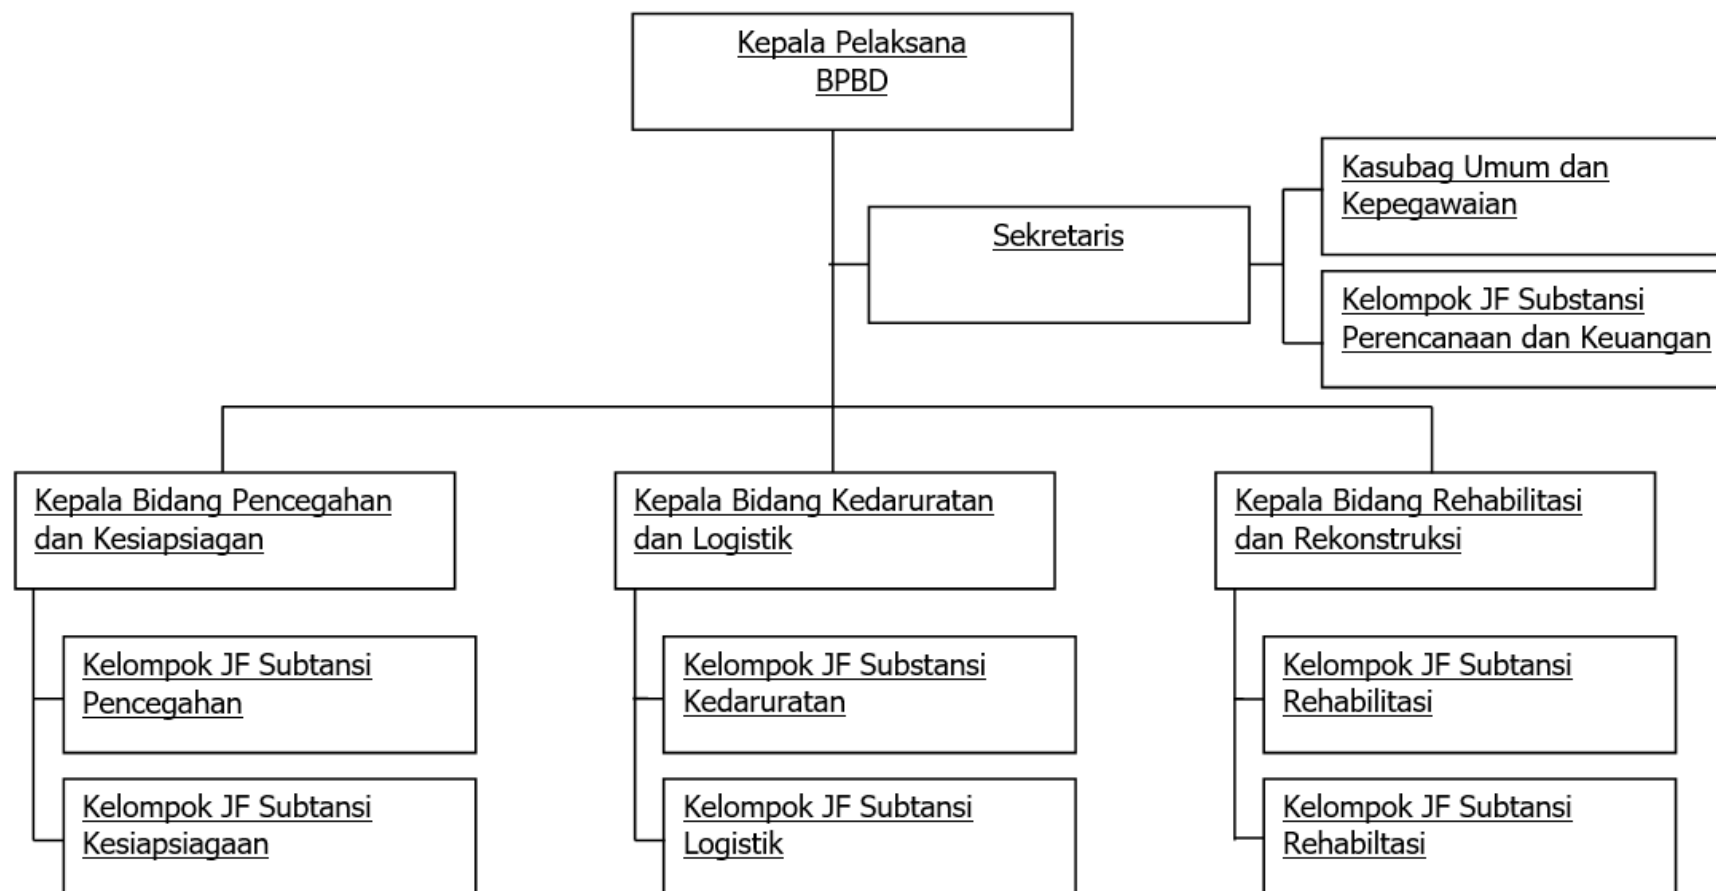 Kepala Pelaksana
BPBD
Kasubag Umum dan
Kepegawaian
Sekretaris
Kelompok JF Substansi
Perencanaan dan Keuangan
Kepala Bidang Pencegahan
dan Kesiapsiagan
Kepala Bidang Kedaruratan
dan Logistik
Kepala Bidang Rehabilitasi
dan Rekonstruksi
Kelompok JF Subtansi
Pencegahan
Kelompok JF Substansi
Kedaruratan
Kelompok JF Subtansi
Rehabilitasi
Kelompok JF Subtansi
Kesiapsiagaan
Kelompok JF Subtansi
Logistik
Kelompok JF Subtansi
Rehabiltasi